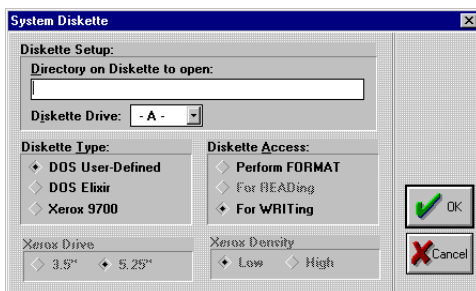 System Diskette
Diskette Setup:
Directory on Diskette to open:
Diskette Drive: - A -
Diskette Type:
DOS User-Defined
DOS Elixir
Xerox 9700
Diskette Access:
Perform FORMAT
For READing
For WRITing
Xerox Drive
3.5" 5.25"
Xerox Density
Low High
OK
Cancel